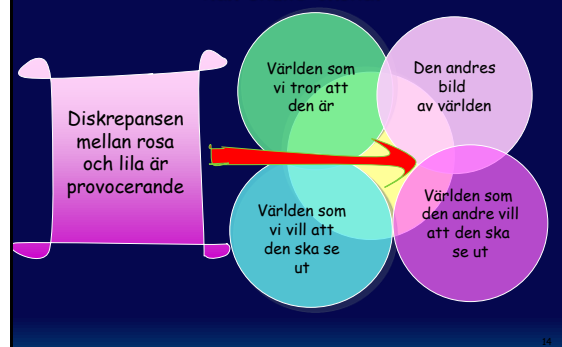 Diskrepansen
mellan rosa
och lila är
provocerande
Världen som
vi tror att
den är
Den andres
bild
av världen
Världen som
vi vill att
den ska se
ut
Världen som
den andre vill
att den ska
se ut
14